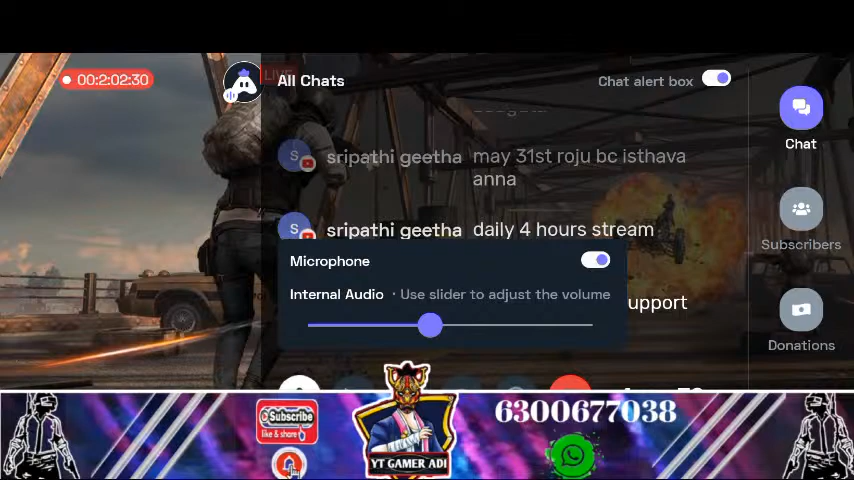 00:2:02:30
LIVE
All Chats
Chat alert box
Chat
S sripathi geetha may 31st roju bc isthava
anna
S sripathi geetha daily 4 hours stream
Subscribers
Microphone
Internal Audio · Use slider to adjust the volume
upport
Donations
Subscribe
like & share
6300677038
YT GAMER ADI